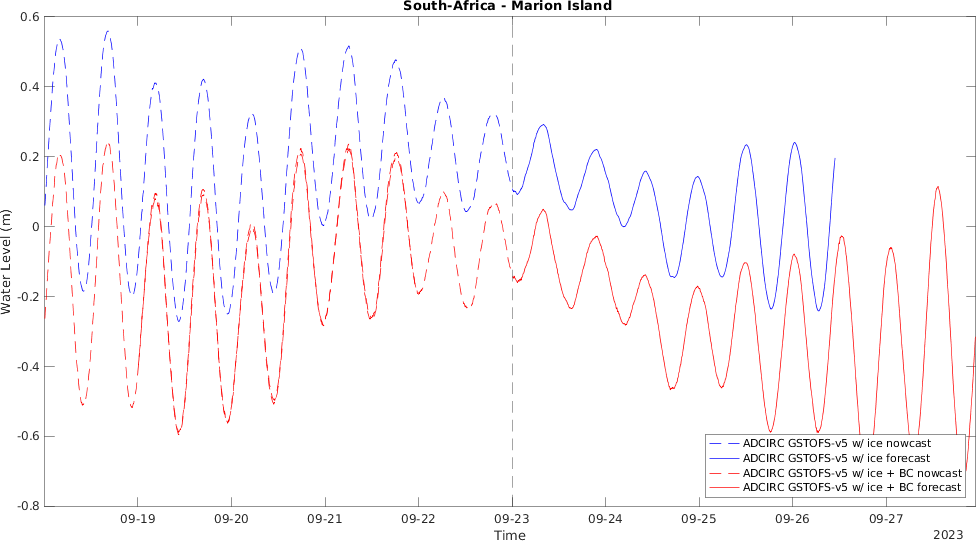 South-Africa - Marion Island
Water Level (m)
0.6
0.4
0.2
0
-0.2
-0.4
-0.6
-0.8
ADCIRC GSTOFS-v5 w/ ice nowcast
ADCIRC GSTOFS-v5 w/ ice forecast
ADCIRC GSTOFS-v5 w/ ice + BC nowcast
ADCIRC GSTOFS-v5 w/ ice + BC forecast
09-19 09-20 09-21 09-22 09-23 09-24 09-25 09-26 09-27
Time
2023